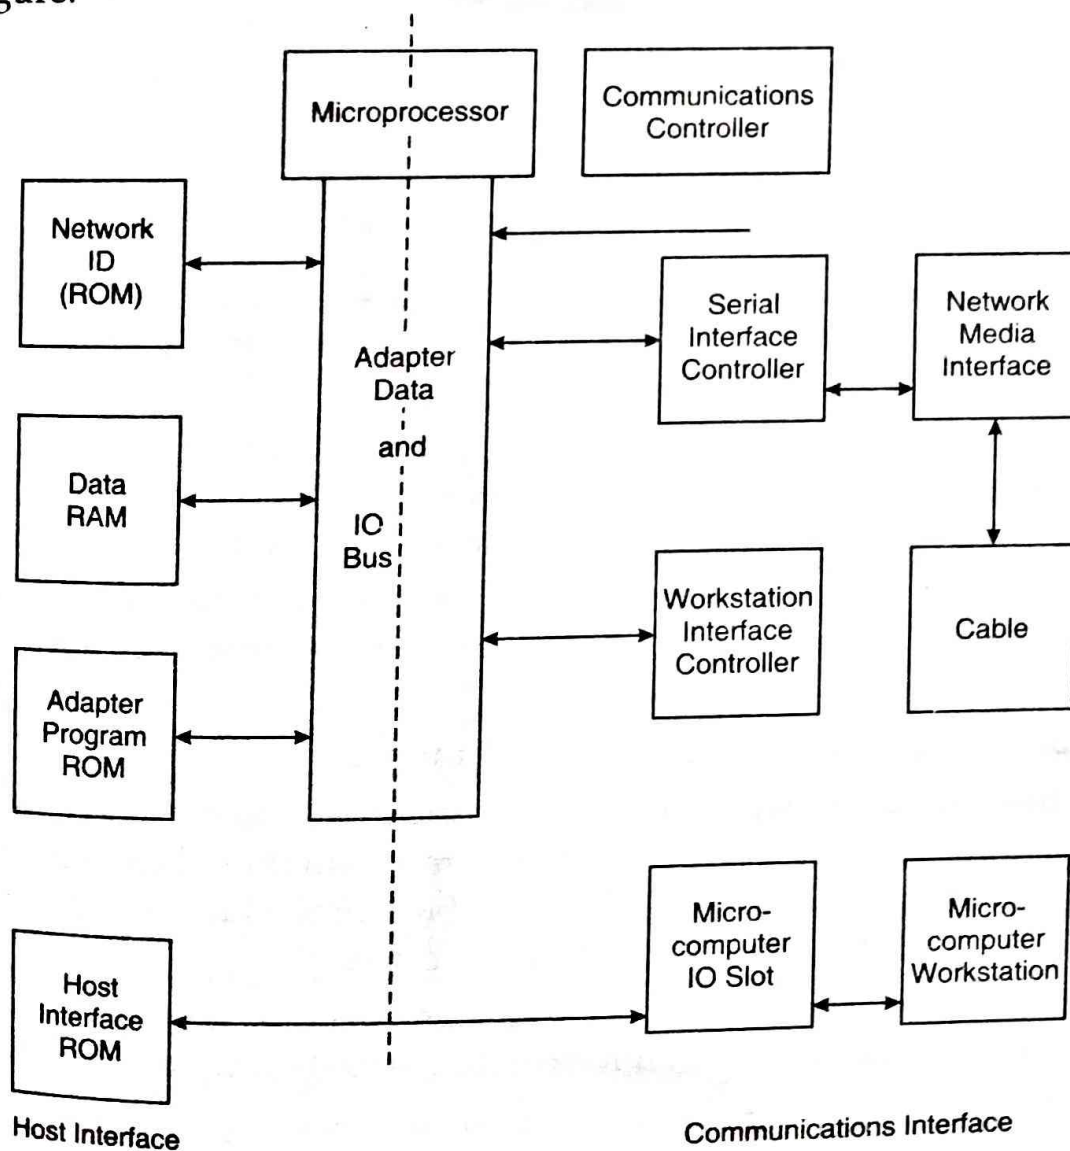 Microprocessor
Communications
Controller
Network
ID
(ROM)
Adapter
Data
and
IO
Bus
Serial
Interface
Controller
Network
Media
Interface
Data
RAM
Workstation
Interface
Controller
Cable
Adapter
Program
ROM
Micro-
computer
IO Slot
Micro-
computer
Workstation
Host
Interface
ROM
Host Interface
Communications Interface